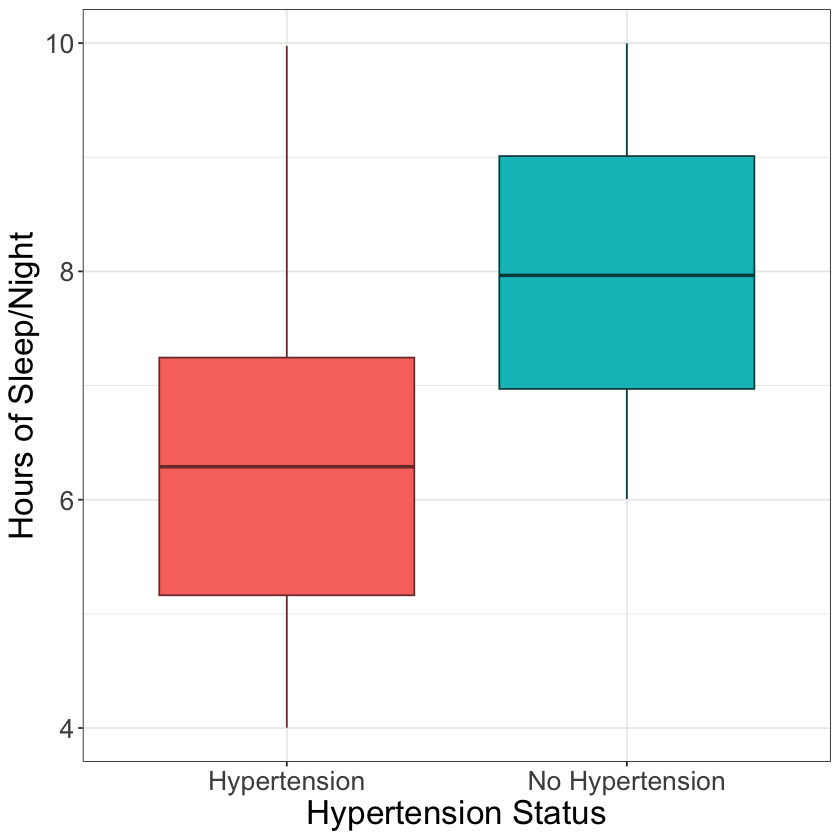 Hours of Sleep/Night
10
8
6
4
Hypertension
No Hypertension
Hypertension Status